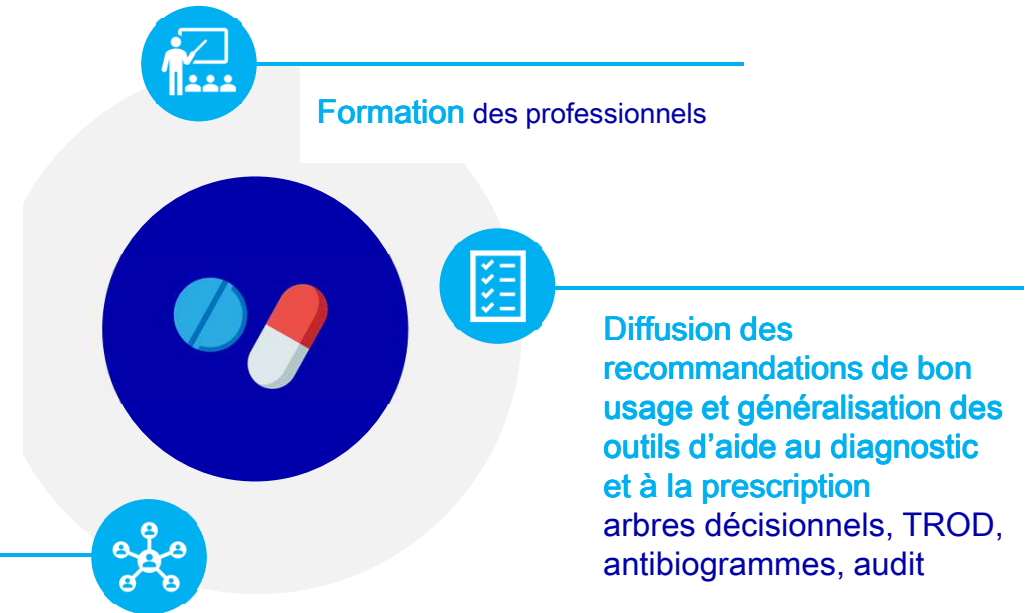 Formation des professionnels
Diffusion des
recommandations de bon
usage et généralisation des
outils d’aide au diagnostic
et à la prescription
arbres décisionnels, TROD,
antibiogrammes, audit